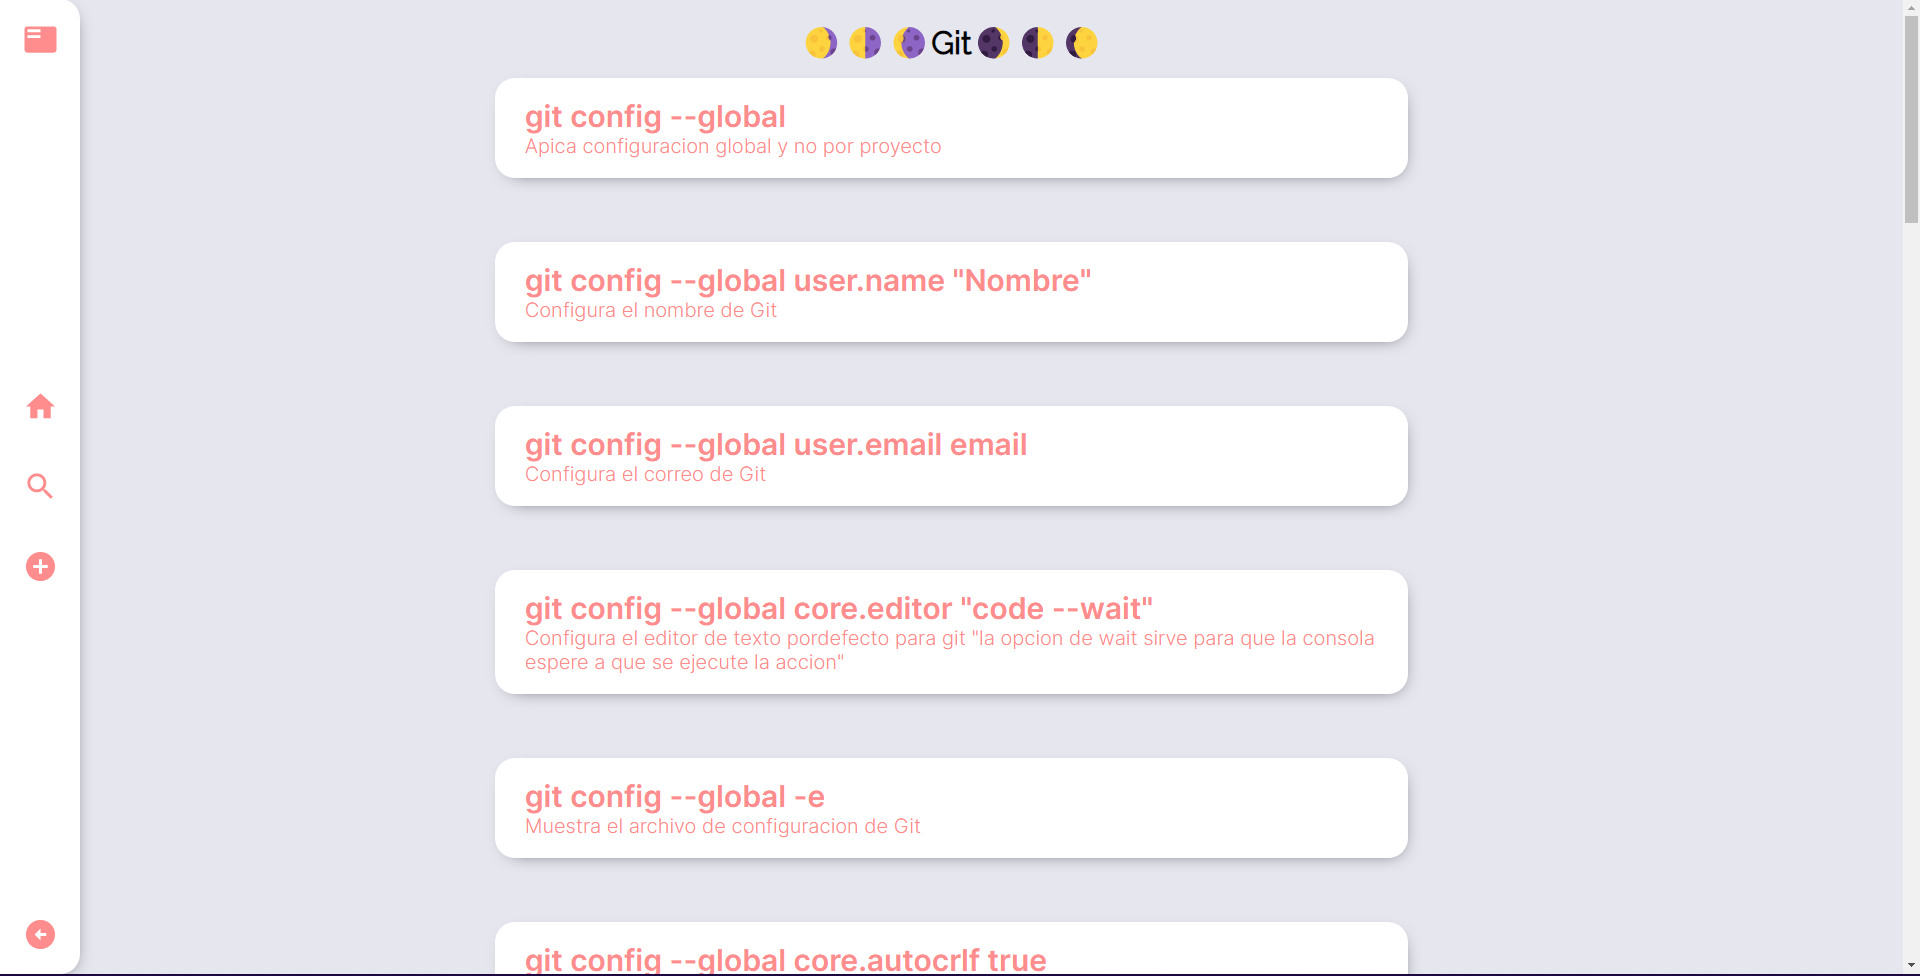 Git
git config --global
Apica configuracion global y no por proyecto
git config --global user.name "Nombre"
Configura el nombre de Git
git config --global user.email email
Configura el correo de Git
git config --global core.editor "code --wait"
Configura el editor de texto pordefecto para git "la opcion de wait sirve para que la consola
espere a que se ejecute la accion"
git config --global -e
Muestra el archivo de configuracion de Git
git config --global core.autocrlf true